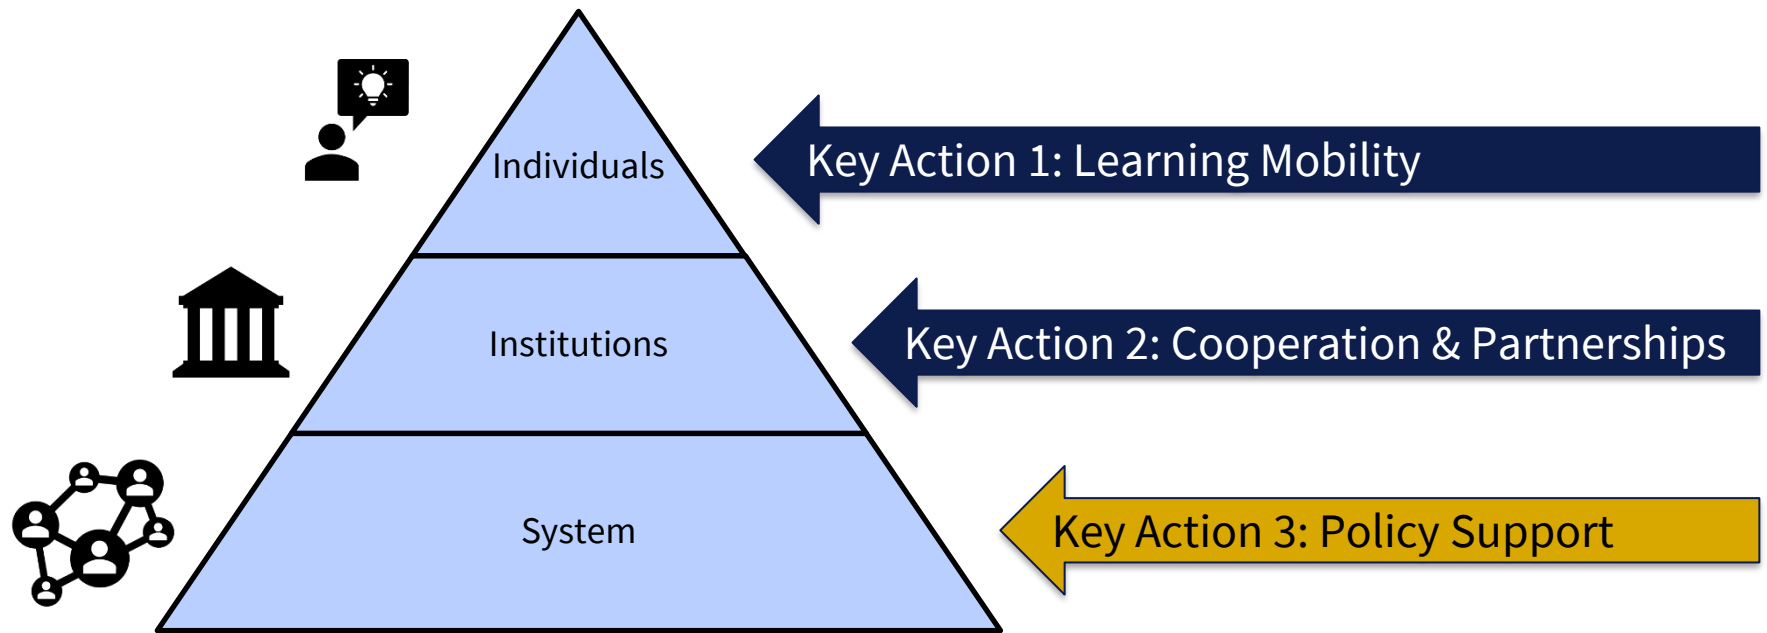 Individuals
Key Action 1: Learning Mobility
Institutions
Key Action 2: Cooperation & Partnerships
System
Key Action 3: Policy Support